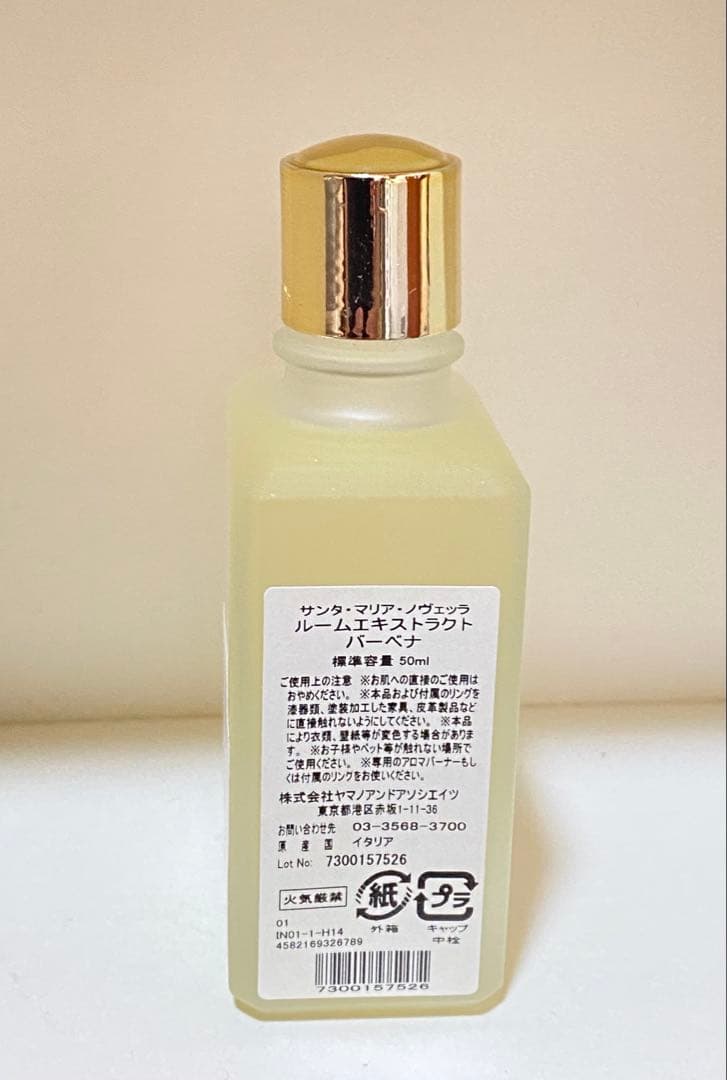 サンタ・マリア・ノヴェッラ
ルームエキストラクト
バーベナ
標準容量 50ml
ご使用上の注意 ※お肌への直接のご使用は
おやめください。 ※本品および付属のリングを
漆器類、塗装加工した家具、皮革製品など
に直接触れないようにしてください。 ※本品
により衣類、壁紙等が変色する場合がありま
す。 ※お子様やペット等が触れない場所で
ご使用ください。 ※専用のアロマバーナーもし
くは付属のリングをお使いください。
株式会社ヤマノアンドアソシエイツ
東京都港区赤坂1-11-36
お問い合わせ先 03-3568-3700
原産国 イタリア
Lot No: 7300157526
火気厳禁 紙 プラ
01 外箱 キャップ
IN01-1-H14 中栓
4582169326789
7300157526